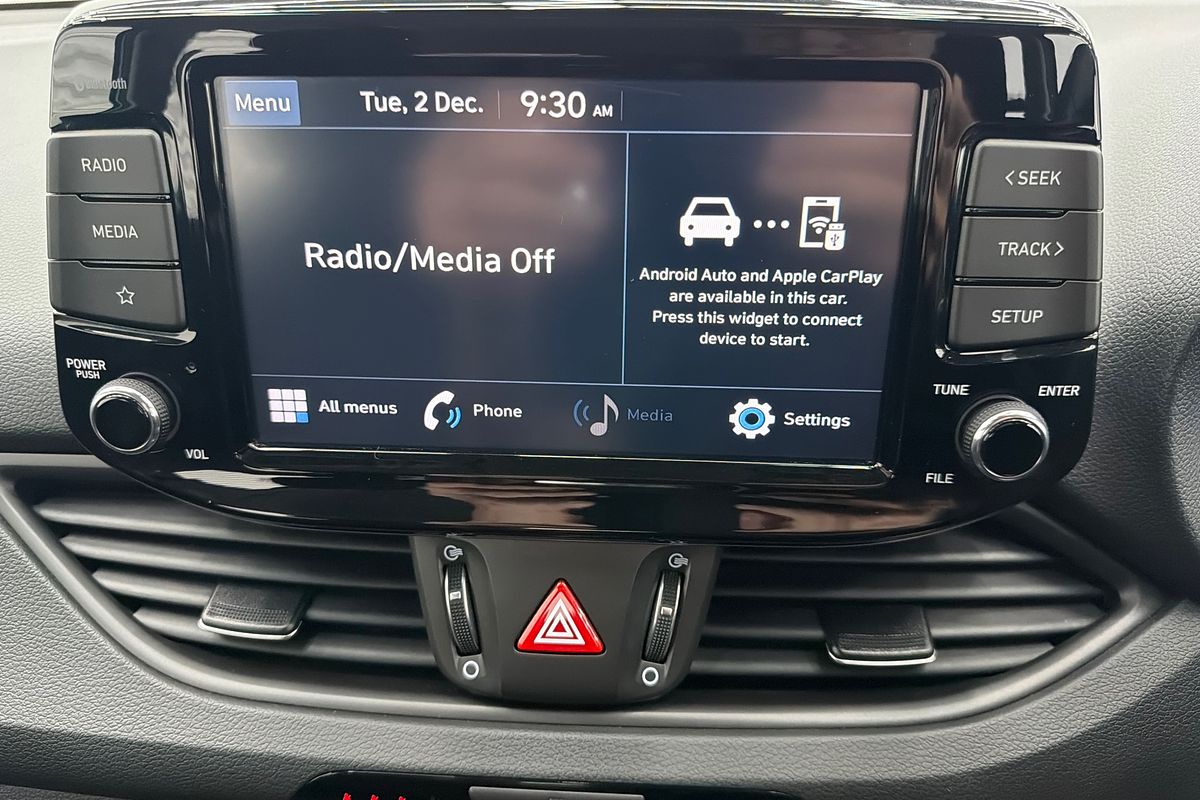 Bluetooth
Menu
Tue, 2 Dec.
9:30 AM
RADIO
MEDIA
POWER
PUSH
VOL
Radio/Media Off
Android Auto and Apple CarPlay
are available in this car.
Press this widget to connect
device to start.
All menus
Phone
Media
Settings
< SEEK
TRACK >
SETUP
TUNE
ENTER
FILE